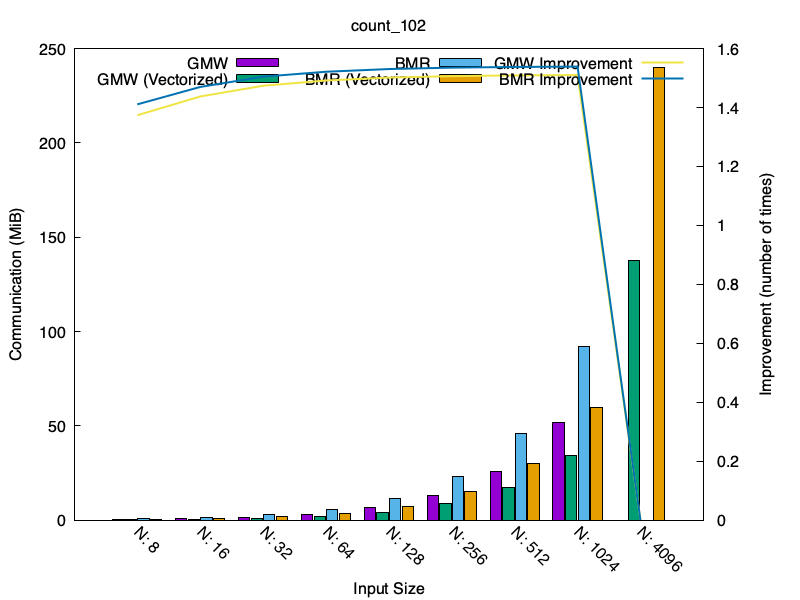 count_102
GMW
GMW (Vectorized)
BMR
BMR (Vectorized)
GMW Improvement
BMR Improvement
Communication (MiB)
250
200
150
100
50
0
1.6
1.4
1.2
1
0.8
0.6
0.4
0.2
0
Improvement (number of times)
N: 8
N: 16
N: 32
N: 64
N: 128
N: 256
N: 512
N: 1024
N: 4096
Input Size